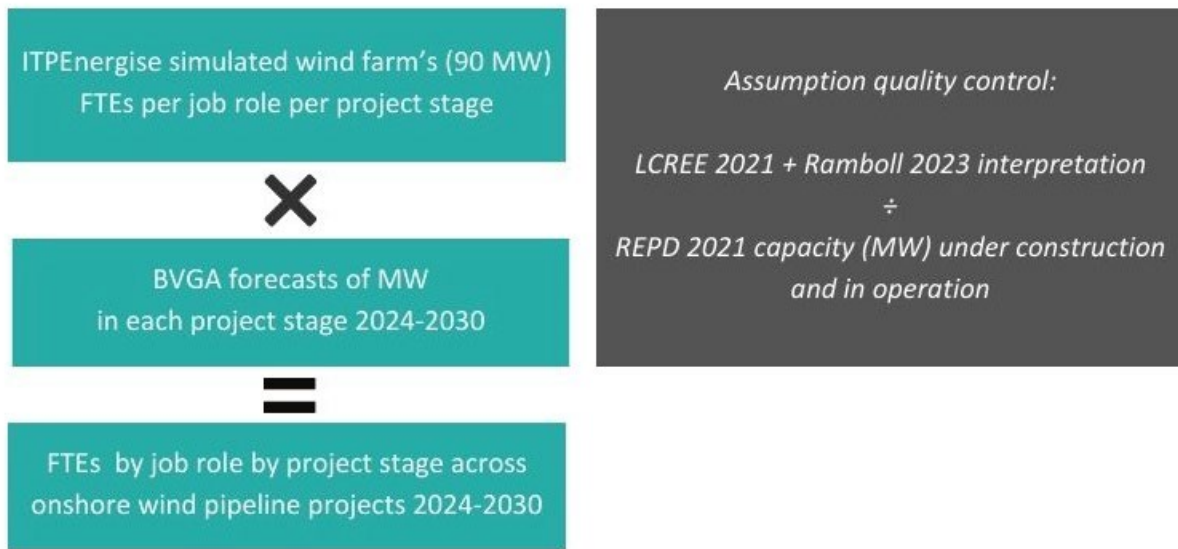 ITPEnergise simulated wind farm's (90 MW)
FTEs per job role per project stage
×
BVGA forecasts of MW
in each project stage 2024-2030
=
FTEs by job role by project stage across
onshore wind pipeline projects 2024-2030
Assumption quality control:
LCREE 2021 + Ramboll 2023 interpretation
÷
REPD 2021 capacity (MW) under construction
and in operation